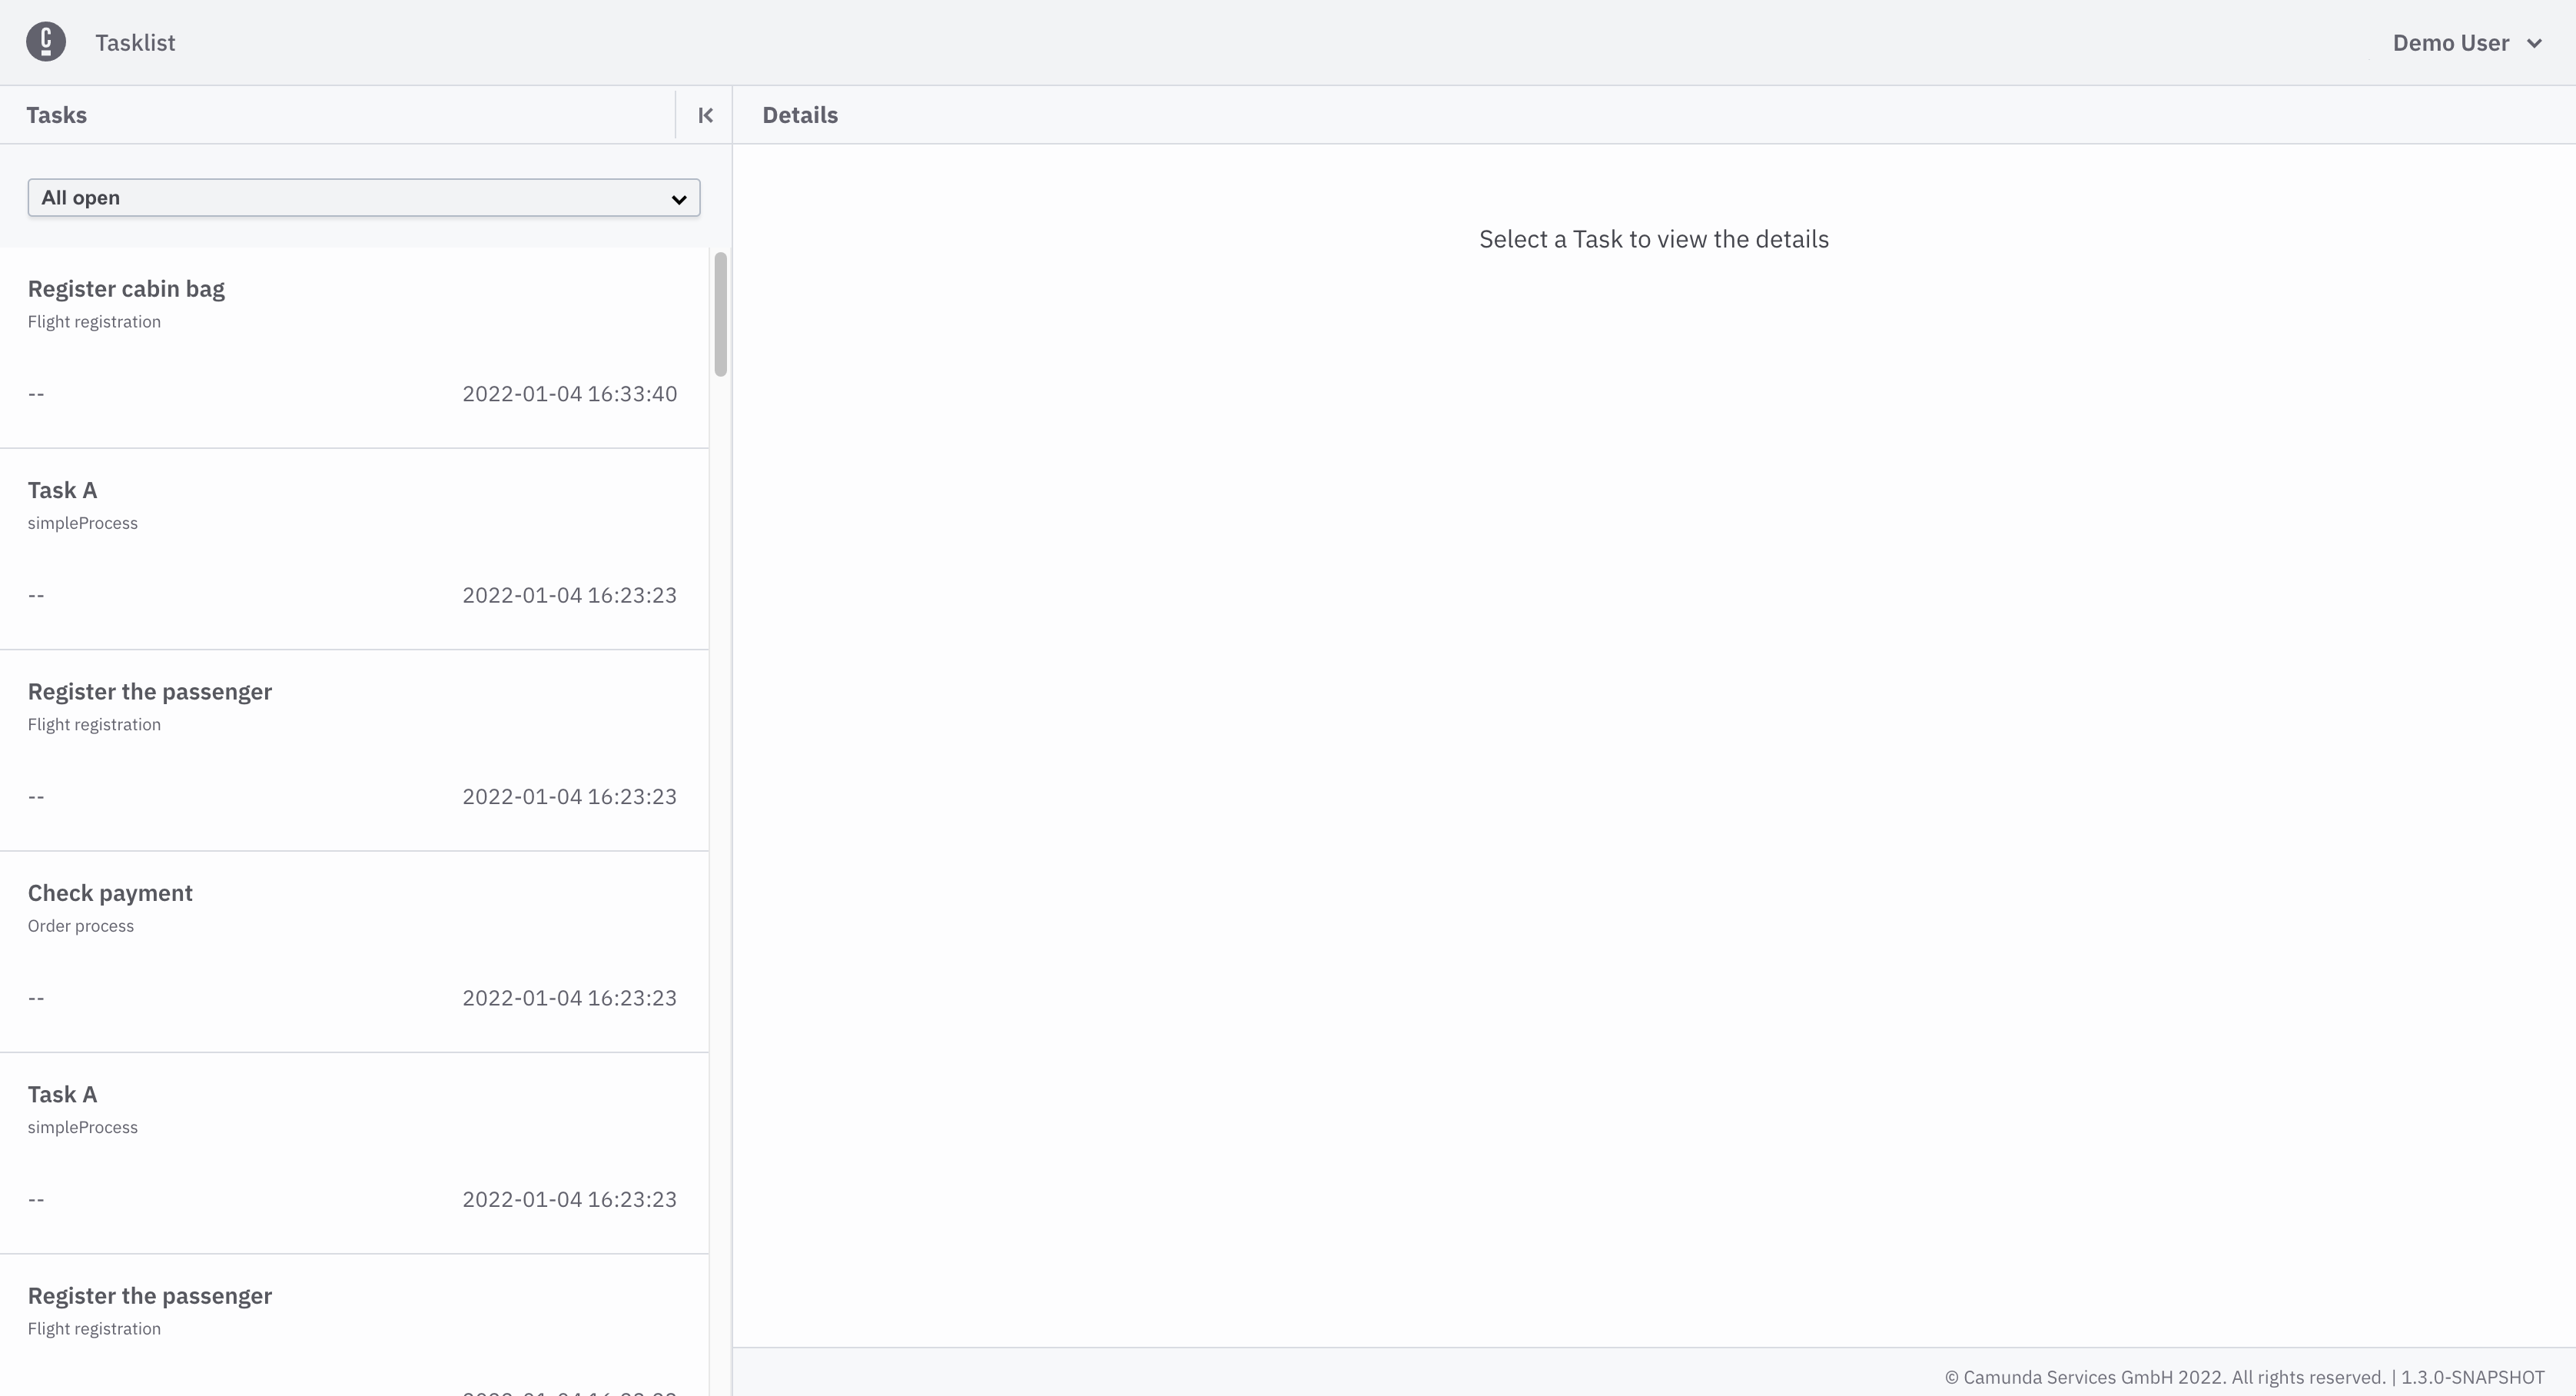 Tasklist
Demo User
Tasks
Details
All open
Select a Task to view the details
Register cabin bag
Flight registration
-- 2022-01-04 16:33:40
Task A
simpleProcess
-- 2022-01-04 16:23:23
Register the passenger
Flight registration
-- 2022-01-04 16:23:23
Check payment
Order process
-- 2022-01-04 16:23:23
Task A
simpleProcess
-- 2022-01-04 16:23:23
Register the passenger
Flight registration
© Camunda Services GmbH 2022. All rights reserved. | 1.3.0-SNAPSHOT